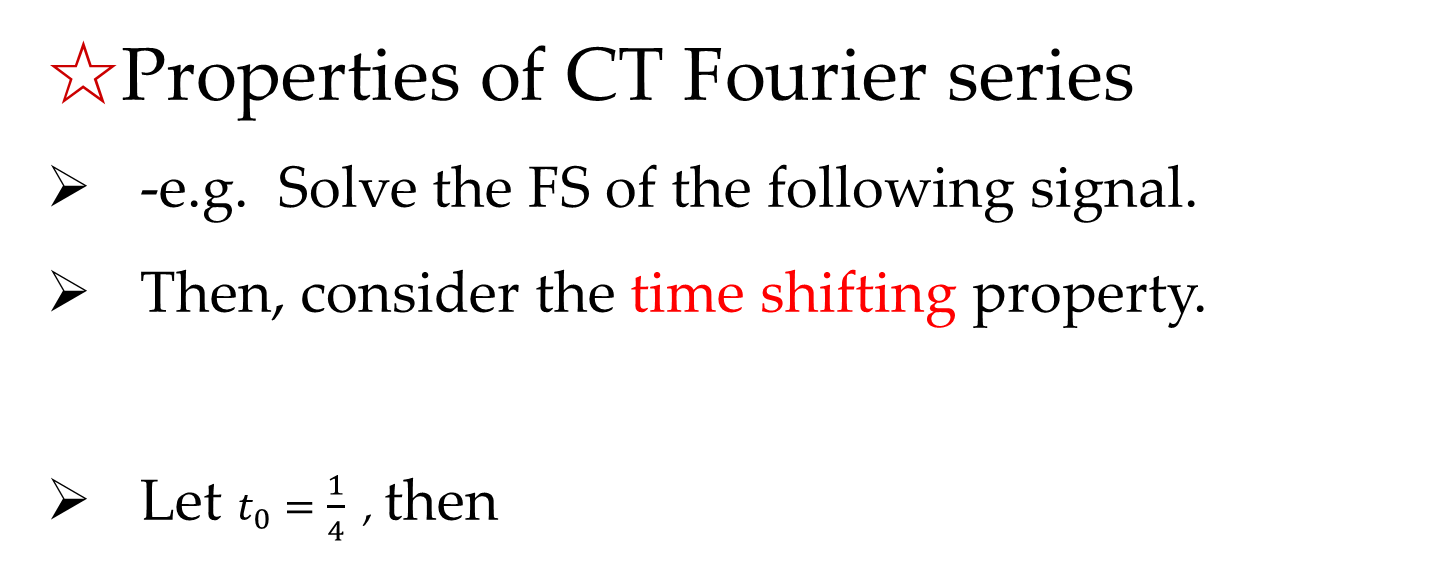 ☆Properties of CT Fourier series
➢ -e.g. Solve the FS of the following signal.
➢ Then, consider the time shifting property.
➢ Let t₀ = 1/4 , then